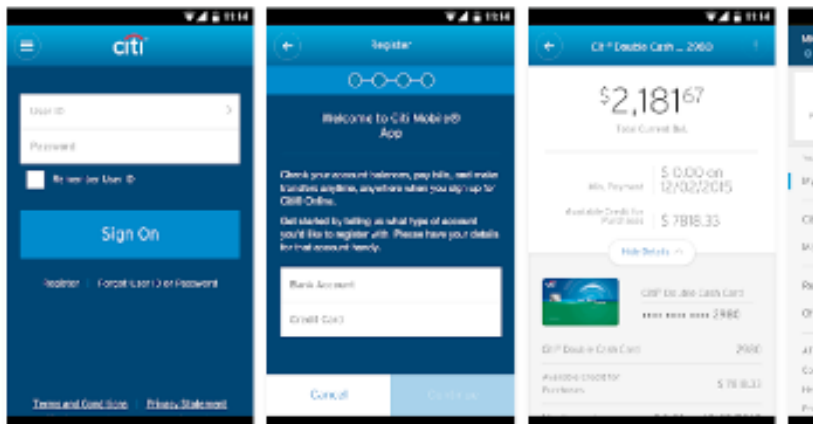 11:14
citi
User ID
Password
Remember User ID
Sign On
Register | Forgot User ID or Password
Terms and Conditions | Privacy Statement
11:14
Register
Welcome to Citi Mobile®
App
Check your account balances, pay bills, and make
transfers anytime, anywhere when you sign up for
Citi® Online.
Get started by telling us what type of account
you'd like to register with. Please have your details
for that account handy.
Bank Account
Credit Card
Cancel
Continue
11:14
Citi® Double Cash ... 2980
$2,18167
Total Current Bal.
Min. Payment
$ 0.00 on
12/02/2015
Available Credit for
Purchases
$ 7818.33
Hide Details
Citi® Double Cash Card
2980
Citi® Double Cash Card 2980
Available credit for
Purchases
$ 7818.33